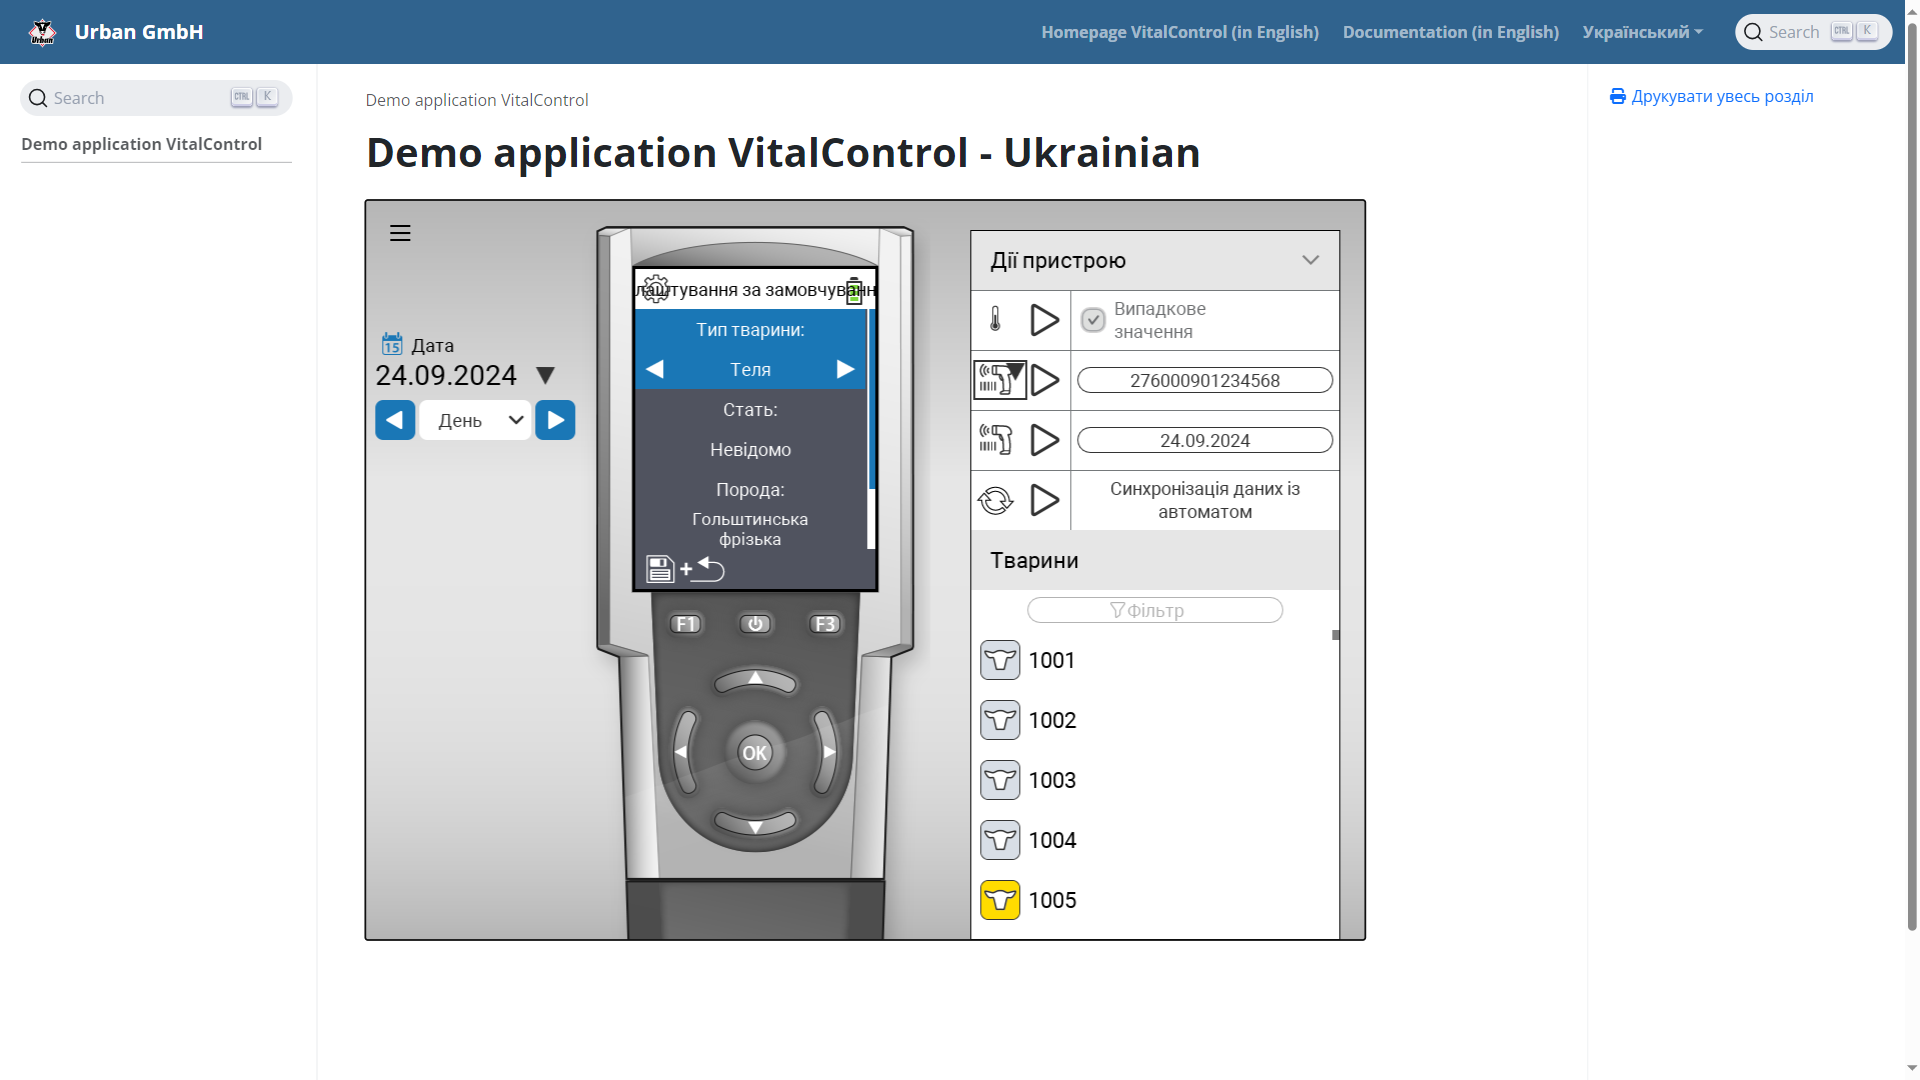 Urban GmbH
Homepage VitalControl (in English)
Documentation (in English)
Український
Search
CTRL
K
Search
CTRL
K
Demo application VitalControl
Demo application VitalControl
Demo application VitalControl - Ukrainian
Друкувати увесь розділ
15
Дата
24.09.2024
День
лаштування за замовчуванн
Тип тварини:
Теля
Стать:
Невідомо
Порода:
Гольштинська
фрізька
+
F1
F3
OK
Дії пристрою
Випадкове
значення
276000901234568
24.09.2024
Синхронізація даних із
автоматом
Тварини
Фільтр
1001
1002
1003
1004
1005